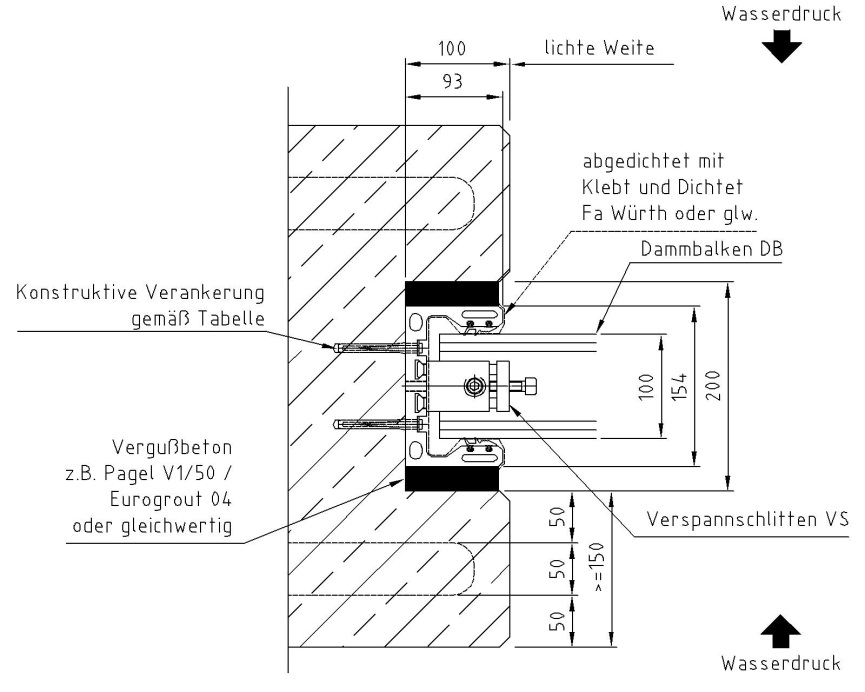 Wasserdruck
100
lichte Weite
93
abgedichtet mit
Klebt und Dichtet
Fa Würth oder glw.
Dammbalken DB
Konstruktive Verankerung
gemäß Tabelle
100
154
200
Vergußbeton
z.B. Pagel V1/50 /
Eurogrout 04
oder gleichwertig
50
50
50
>=150
Verspannschlitten VS
Wasserdruck